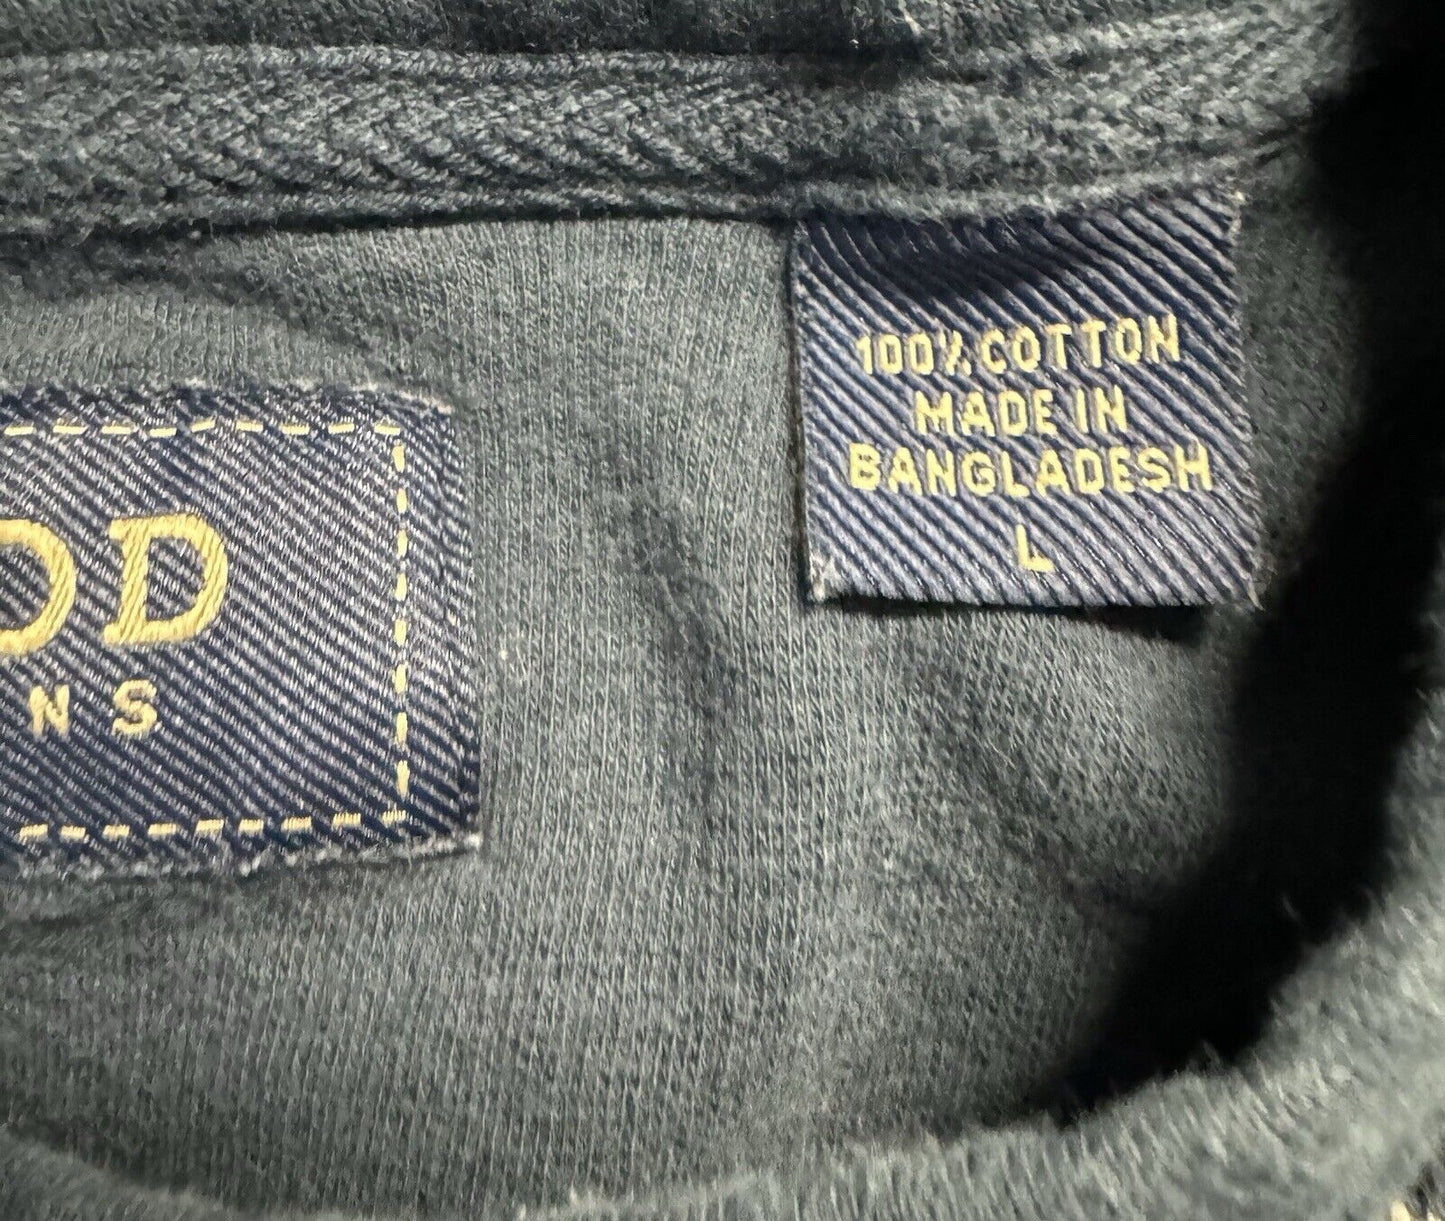 OD
NS
100% COTTON
MADE IN
BANGLADESH
L